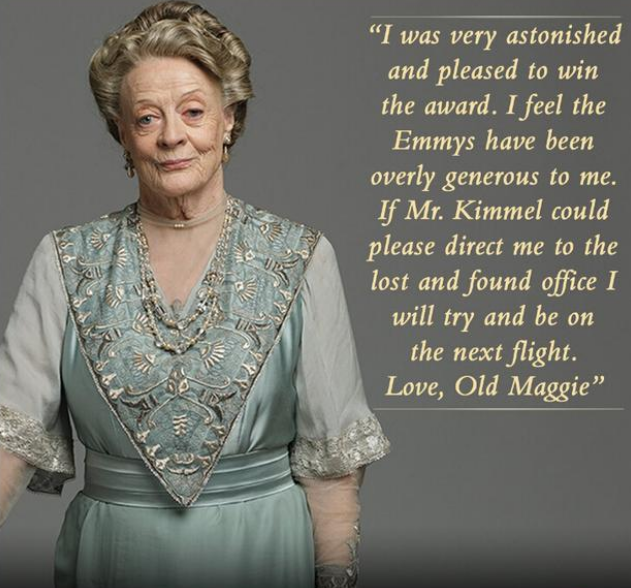 “I was very astonished
and pleased to win
the award. I feel the
Emmys have been
overly generous to me.
If Mr. Kimmel could
please direct me to the
lost and found office I
will try and be on
the next flight.
Love, Old Maggie”